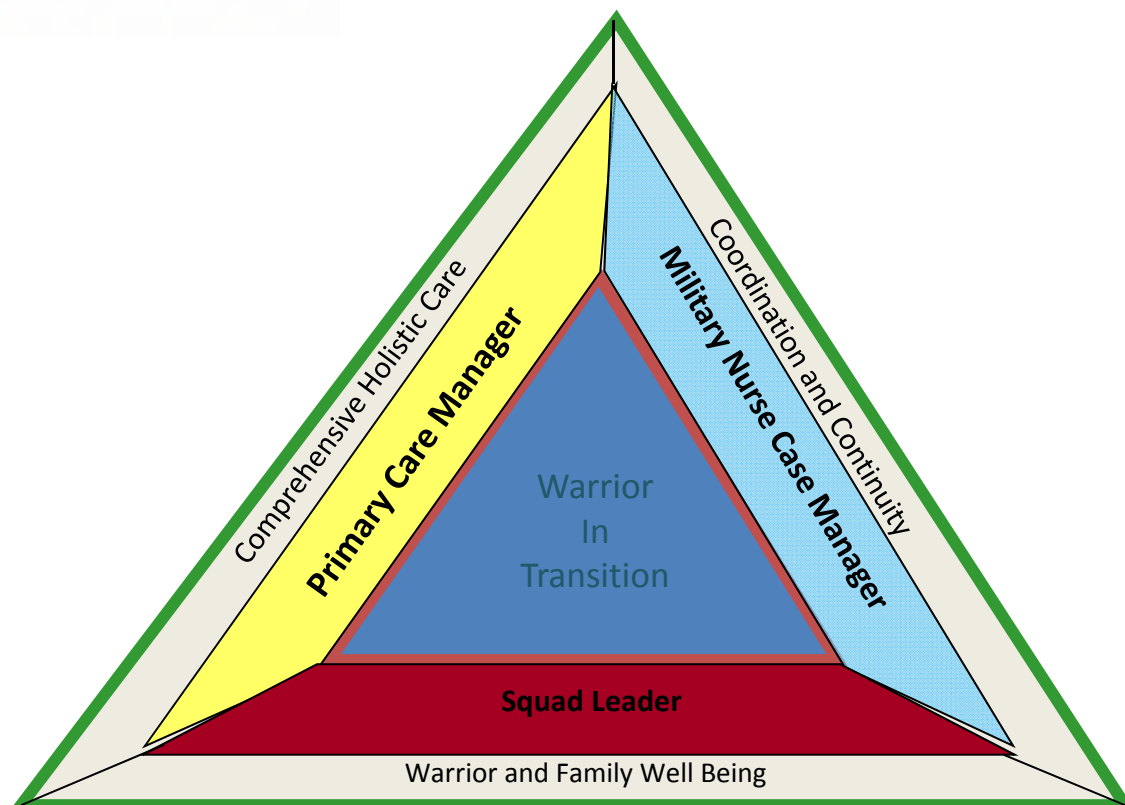 Comprehensive Holistic Care
Primary Care Manager
Coordination and Continuity
Military Nurse Case Manager
Warrior
In
Transition
Squad Leader
Warrior and Family Well Being